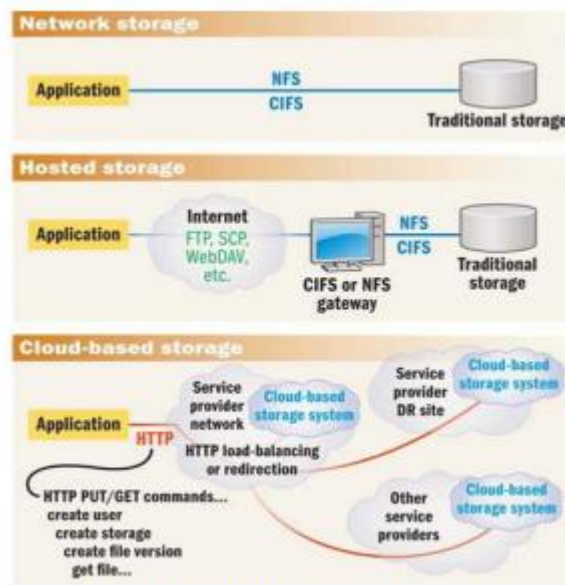 Network storage
Application
NFS
CIFS
Traditional storage
Hosted storage
Application
Internet
FTP, SCP,
WebDAV,
etc.
CIFS or NFS
gateway
NFS
CIFS
Traditional
storage
Cloud-based storage
Application
HTTP
Service
provider
network
Cloud-based
storage system
HTTP load-balancing
or redirection
Service
provider
DR site
Cloud-based
storage system
Other
service
providers
Cloud-based
storage system
HTTP PUT/GET commands...
create user
create storage
create file version
get file...